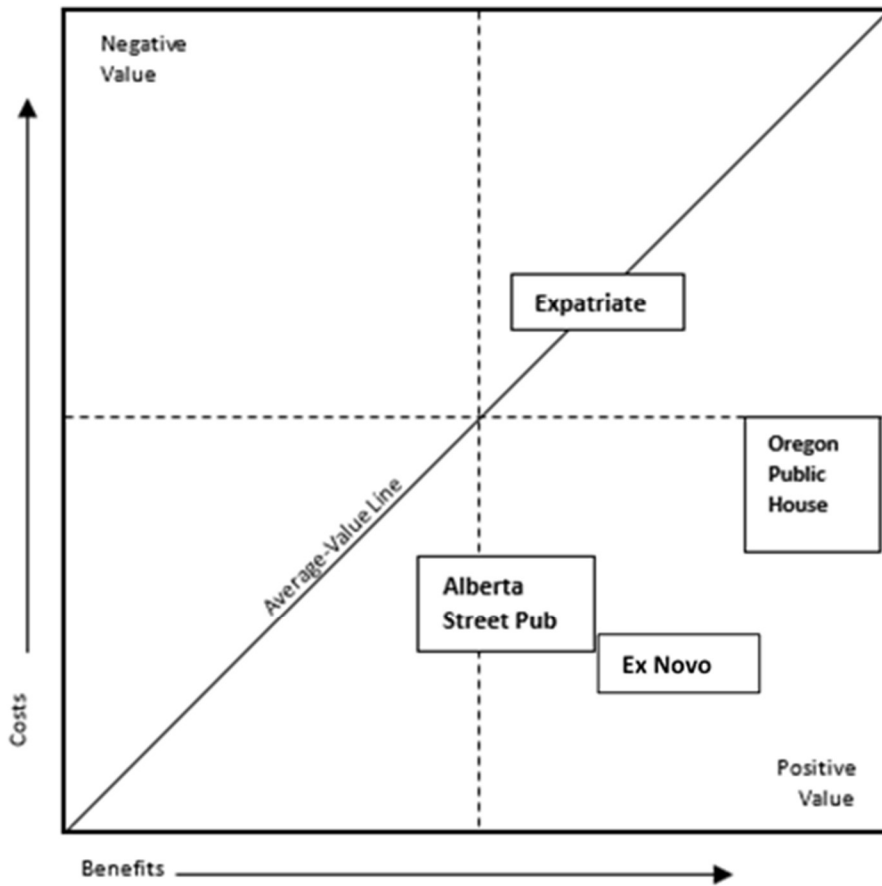 Negative
Value
Expatriate
Oregon
Public
House
Average-Value Line
Alberta
Street Pub
Ex Novo
Costs
Positive
Value
Benefits